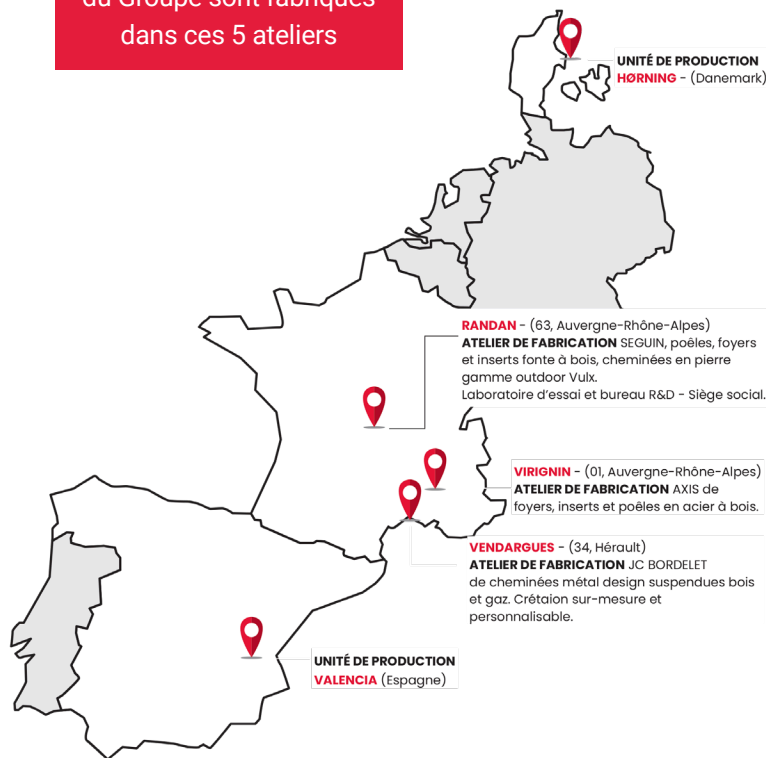 du Groupe sont fabriqués
dans ces 5 ateliers
UNITÉ DE PRODUCTION
HØRNING - (Danemark)
RANDAN - (63, Auvergne-Rhône-Alpes)
ATELIER DE FABRICATION SEGUIN, poêles, foyers
et inserts fonte à bois, cheminées en pierre
gamme outdoor Vulx.
Laboratoire d'essai et bureau R&D - Siège social.
VIRIGNIN - (01, Auvergne-Rhône-Alpes)
ATELIER DE FABRICATION AXIS de
foyers, inserts et poêles en acier à bois.
VENDARGUES - (34, Hérault)
ATELIER DE FABRICATION JC BORDELET
de cheminées métal design suspendues bois
et gaz. Crétaion sur-mesure et
personnalisable.
UNITÉ DE PRODUCTION
VALENCIA (Espagne)